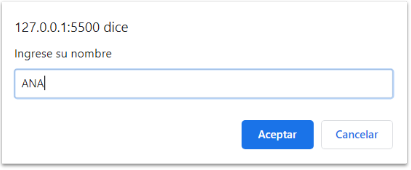 127.0.0.1:5500 dice
Ingrese su nombre
ANA
Aceptar
Cancelar